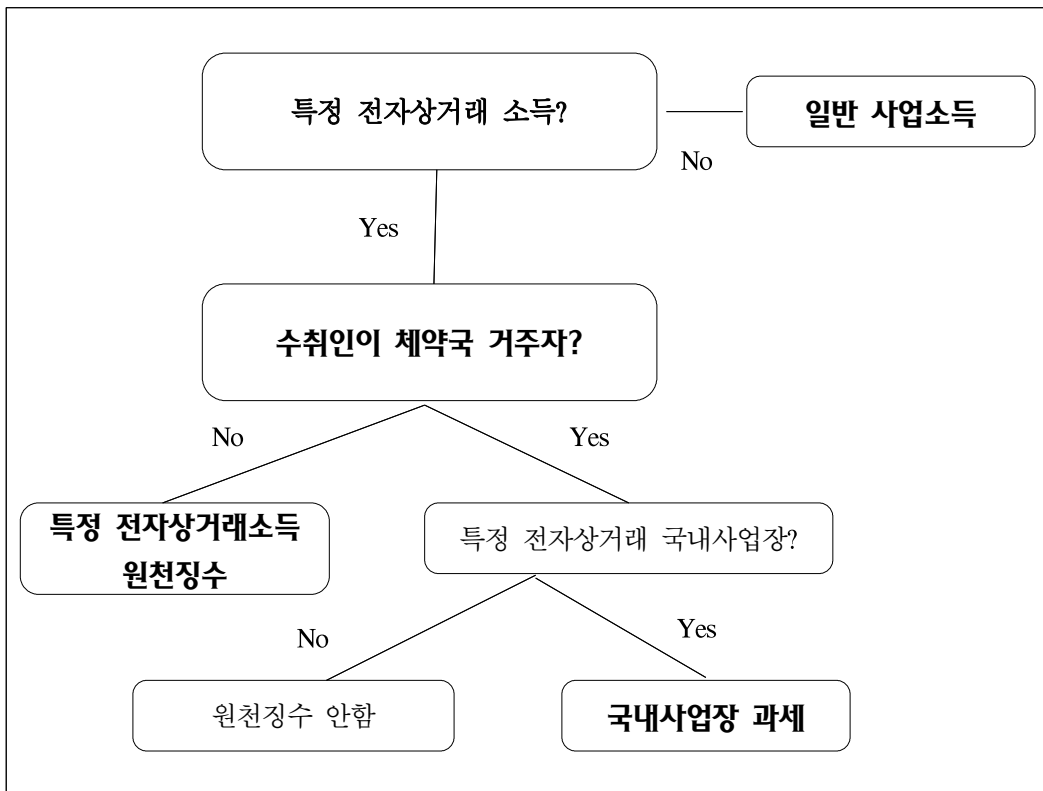 특정 전자상거래 소득?
일반 사업소득
No
Yes
수취인이 체약국 거주자?
No
Yes
특정 전자상거래소득
원천징수
특정 전자상거래 국내사업장?
No
Yes
원천징수 안함
국내사업장 과세